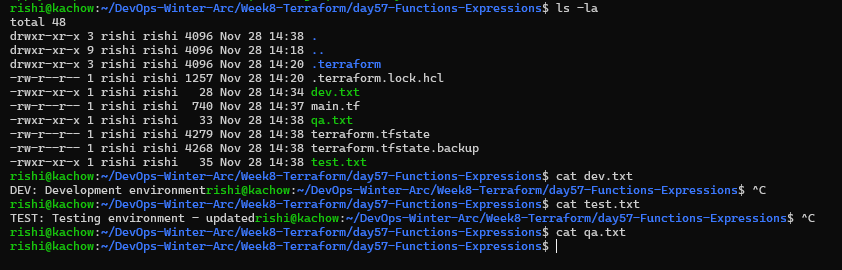 rishi@kachow:~/DevOps-Winter-Arc/Week8-Terraform/day57-Functions-Expressions$ ls -la
total 48
drwxr-xr-x 3 rishi rishi 4096 Nov 28 14:38 .
drwxr-xr-x 9 rishi rishi 4096 Nov 28 14:18 ..
drwxr-xr-x 3 rishi rishi 4096 Nov 28 14:20 .terraform
-rw-r--r-- 1 rishi rishi 1257 Nov 28 14:20 .terraform.lock.hcl
-rwxr-xr-x 1 rishi rishi   28 Nov 28 14:34 dev.txt
-rw-r--r-- 1 rishi rishi  740 Nov 28 14:37 main.tf
-rwxr-xr-x 1 rishi rishi   33 Nov 28 14:38 qa.txt
-rw-r--r-- 1 rishi rishi 4279 Nov 28 14:38 terraform.tfstate
-rw-r--r-- 1 rishi rishi 4268 Nov 28 14:38 terraform.tfstate.backup
-rwxr-xr-x 1 rishi rishi   35 Nov 28 14:38 test.txt
rishi@kachow:~/DevOps-Winter-Arc/Week8-Terraform/day57-Functions-Expressions$ cat dev.txt
DEV: Development environmentrishi@kachow:~/DevOps-Winter-Arc/Week8-Terraform/day57-Functions-Expressions$ ^C
rishi@kachow:~/DevOps-Winter-Arc/Week8-Terraform/day57-Functions-Expressions$ cat test.txt
TEST: Testing environment - updatedrishi@kachow:~/DevOps-Winter-Arc/Week8-Terraform/day57-Functions-Expressions$ ^C
rishi@kachow:~/DevOps-Winter-Arc/Week8-Terraform/day57-Functions-Expressions$ cat qa.txt
rishi@kachow:~/DevOps-Winter-Arc/Week8-Terraform/day57-Functions-Expressions$